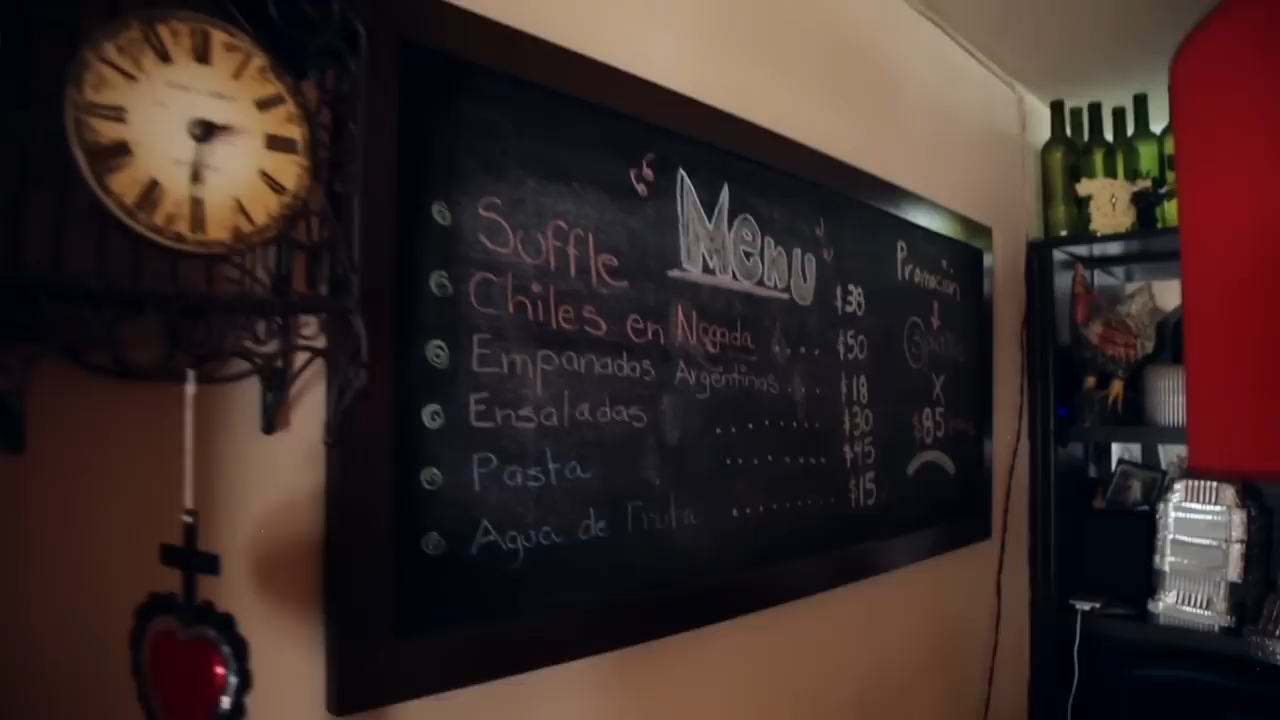 Menu
Suffle $38
Chiles en Nogada .... $50
Empanadas Argentinas ... $18
Ensaladas ........ $30
Pasta ........ $45
Agua de Fruta ......... $15
Promoción
X
$85